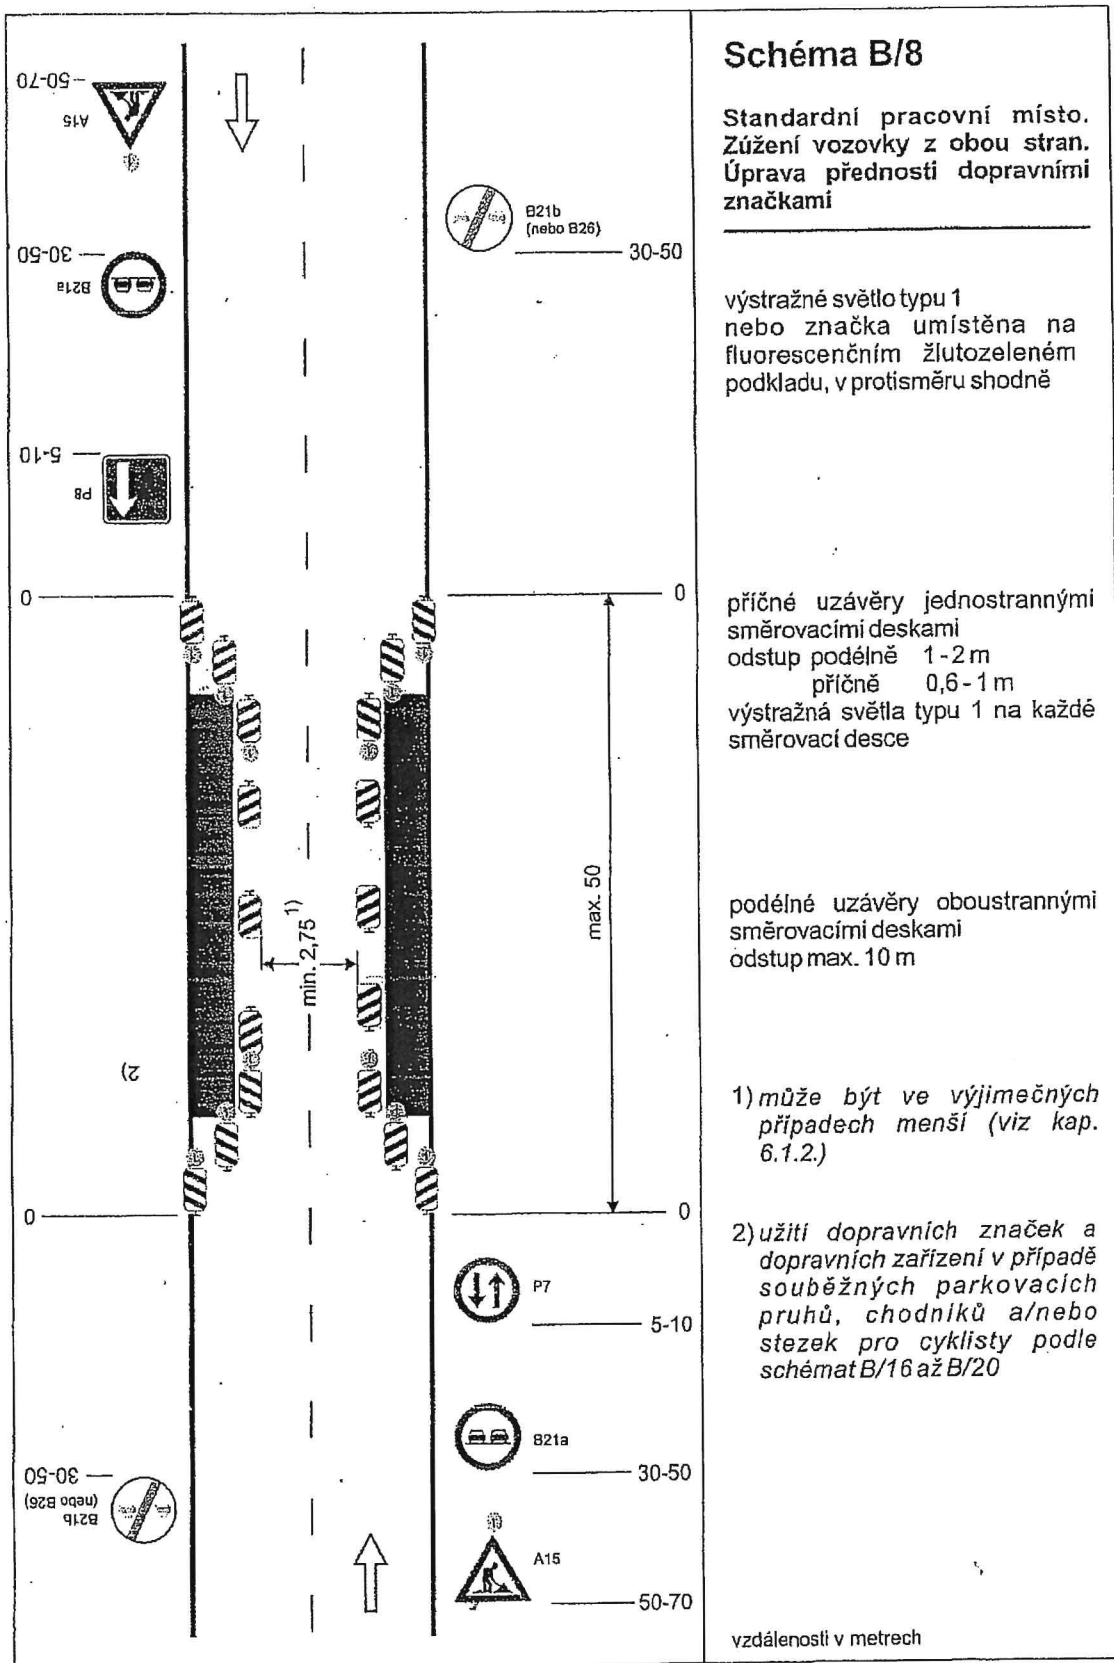 Schéma B/8
Standardní pracovní místo.
Zúžení vozovky z obou stran.
Úprava přednosti dopravními
značkami
výstražné světlo typu 1
nebo značka umístěna na
fluorescenčním žlutozeleném
podkladu, v protisměru shodně
příčné uzávěry jednostrannými
směrovacími deskami
odstup podélně 1-2 m
příčně 0,6-1 m
výstražná světla typu 1 na každé
směrovací desce
podélné uzávěry oboustrannými
směrovacími deskami
odstup max. 10 m
1) může být ve výjimečných
případech menší (viz kap.
6.1.2.)
2) užití dopravních značek a
dopravních zařízení v případě
souběžných parkovacích
pruhů, chodníků a/nebo
stezek pro cyklisty podle
schémat B/16 až B/20
vzdálenosti v metrech
50-70
A15
30-50
B21a
5-10
P8
0
2)
0
30-50
B21b
(nebo B26)
B21b
(nebo B26)
30-50
0
max. 50
min. 2,75 1)
0
P7
5-10
B21a
30-50
A15
50-70